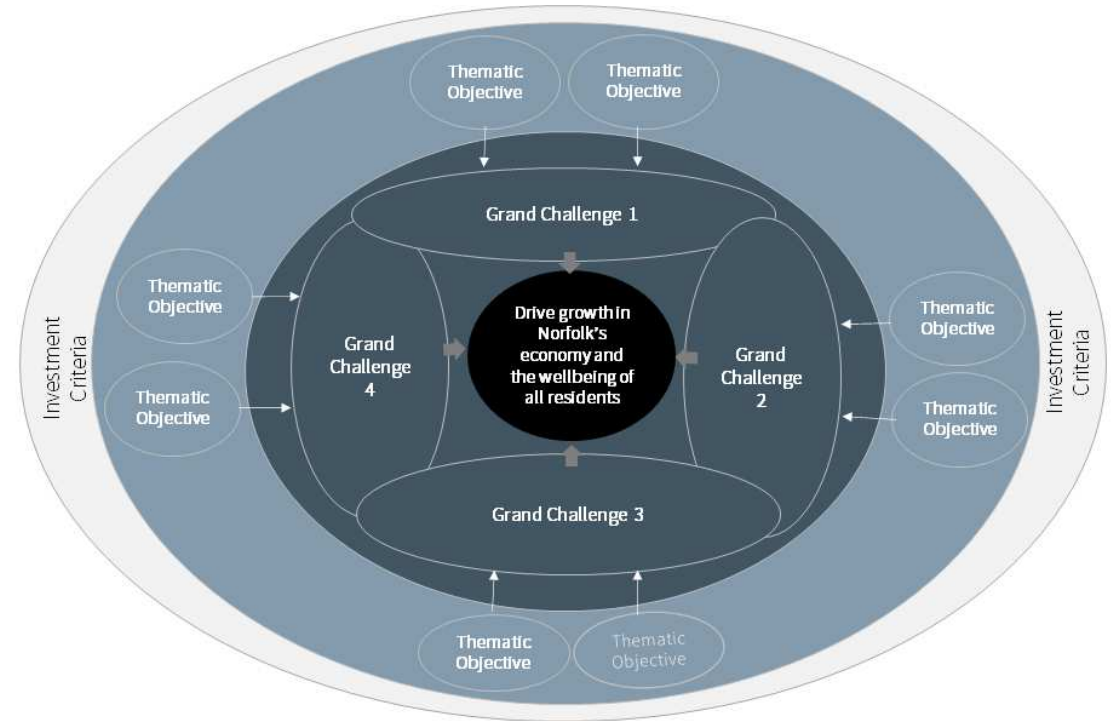 Thematic
Objective
Thematic
Objective
Grand Challenge 1
Thematic
Objective
Thematic
Objective
Grand
Challenge
4
Drive growth in
Norfolk's
economy and
the wellbeing of
all residents
Grand
Challenge
2
Thematic
Objective
Thematic
Objective
Investment
Criteria
Investment
Criteria
Grand Challenge 3
Thematic
Objective
Thematic
Objective